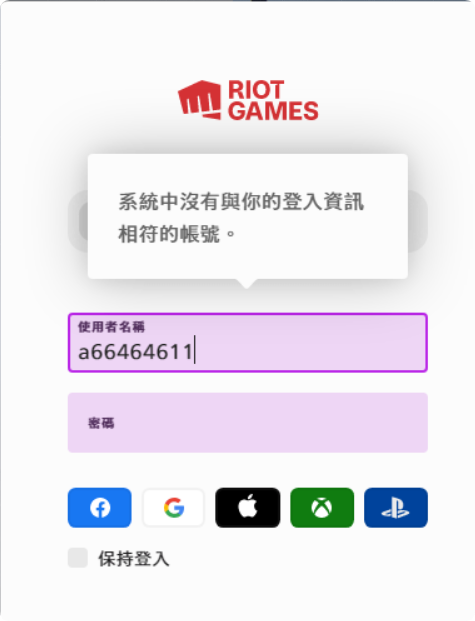 RIOT
GAMES
系統中沒有與你的登入資訊
相符的帳號。
使用者名稱
a66464611
密碼
保持登入